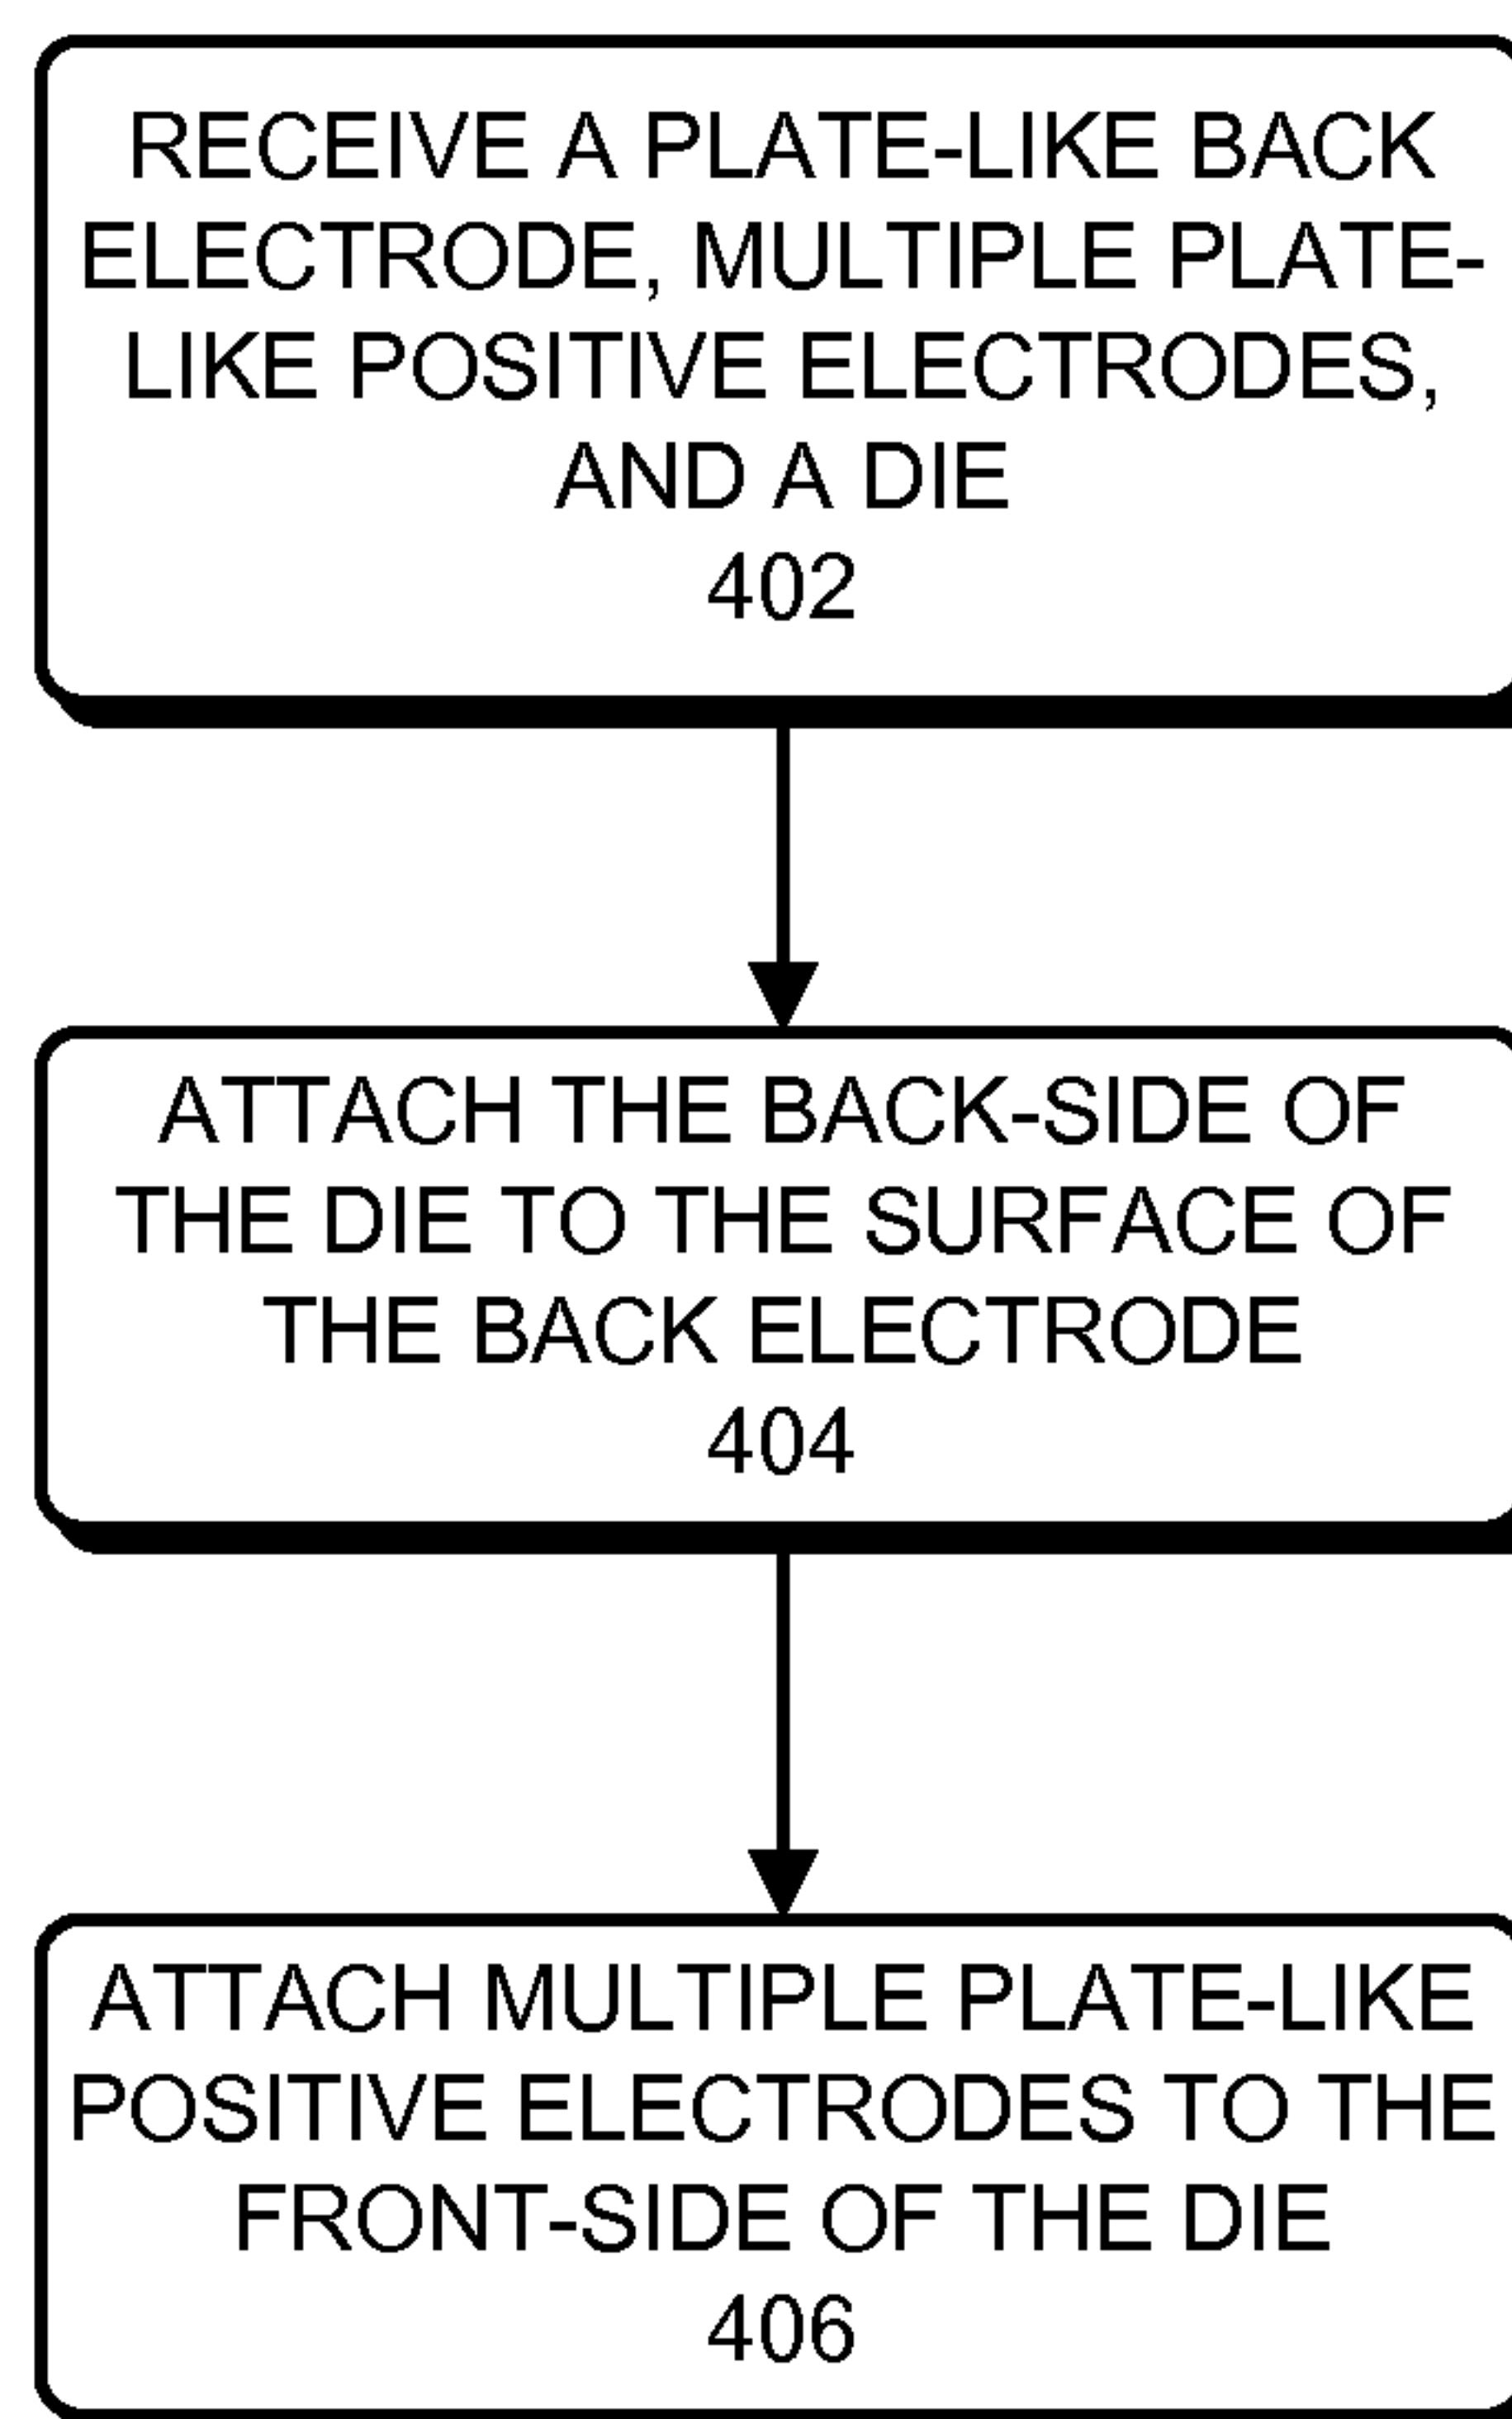 RECEIVE A PLATE-LIKE BACK
ELECTRODE, MULTIPLE PLATE-
LIKE POSITIVE ELECTRODES,
AND A DIE
402
ATTACH THE BACK-SIDE OF
THE DIE TO THE SURFACE OF
THE BACK ELECTRODE
404
ATTACH MULTIPLE PLATE-LIKE
POSITIVE ELECTRODES TO THE
FRONT-SIDE OF THE DIE
406